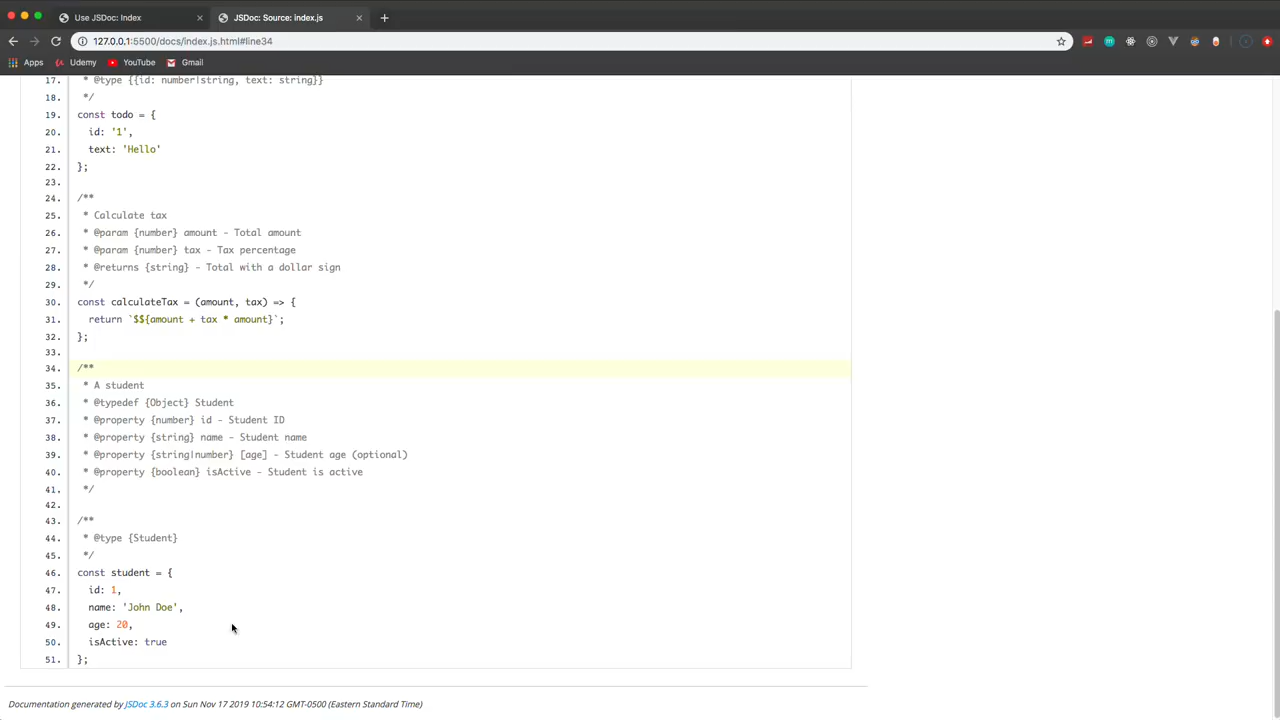 Use JSDoc: Index
JSDoc: Source: index.js
127.0.0.1:5500/docs/index.js.html#line34
Apps Udemy YouTube Gmail
17. * @type {{id: number|string, text: string}}
18. */
19. const todo = {
20. id: '1',
21. text: 'Hello'
22. };
23.
24. /**
25. * Calculate tax
26. * @param {number} amount - Total amount
27. * @param {number} tax - Tax percentage
28. * @returns {string} - Total with a dollar sign
29. */
30. const calculateTax = (amount, tax) => {
31. return `$${amount + tax * amount}`;
32. };
33.
34. /**
35. * A student
36. * @typedef {Object} Student
37. * @property {number} id - Student ID
38. * @property {string} name - Student name
39. * @property {string|number} [age] - Student age (optional)
40. * @property {boolean} isActive - Student is active
41. */
42.
43. /**
44. * @type {Student}
45. */
46. const student = {
47. id: 1,
48. name: 'John Doe',
49. age: 20,
50. isActive: true
51. };
Documentation generated by JSDoc 3.6.3 on Sun Nov 17 2019 10:54:12 GMT-0500 (Eastern Standard Time)